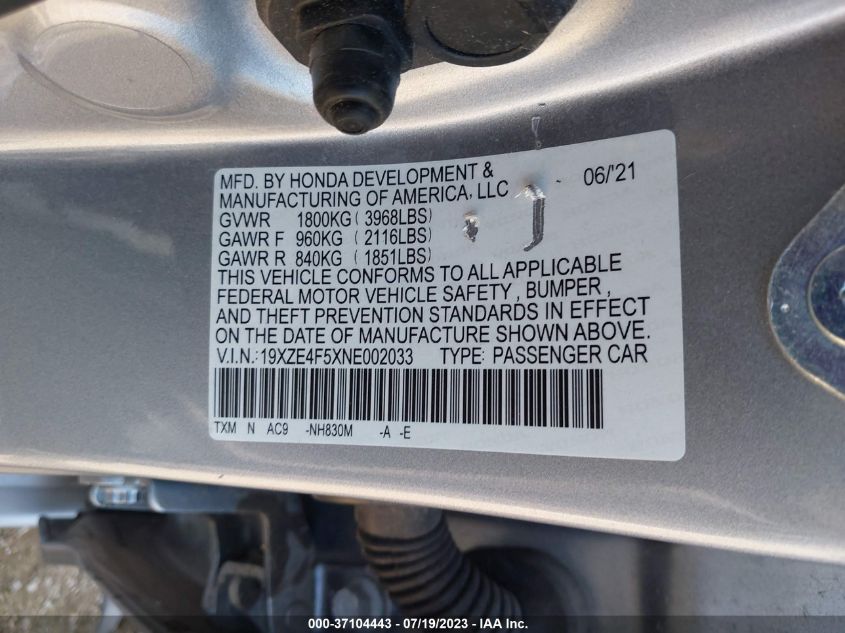 MFD. BY HONDA DEVELOPMENT &
MANUFACTURING OF AMERICA, LLC 06/'21
GVWR 1800KG ( 3968LBS)
GAWR F 960KG ( 2116LBS)
GAWR R 840KG ( 1851LBS)
THIS VEHICLE CONFORMS TO ALL APPLICABLE
FEDERAL MOTOR VEHICLE SAFETY , BUMPER ,
AND THEFT PREVENTION STANDARDS IN EFFECT
ON THE DATE OF MANUFACTURE SHOWN ABOVE.
V.I.N.:19XZE4F5XNE002033 TYPE: PASSENGER CAR
TXM N AC9 -NH830M -A -E
000-37104443 / 07/19/2023 - IAA Inc.